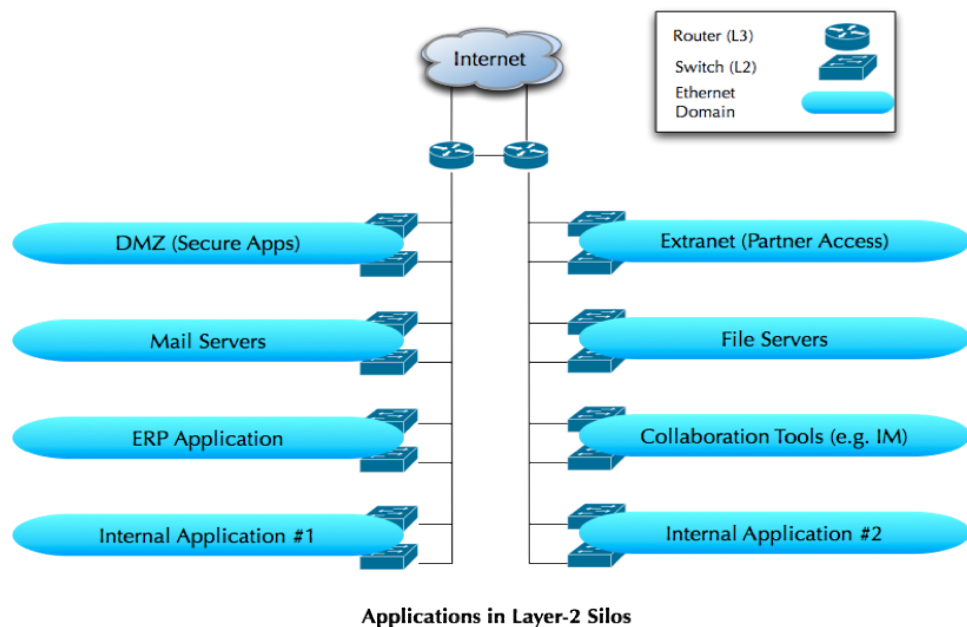 Internet
Router (L3)
Switch (L2)
Ethernet
Domain
DMZ (Secure Apps)
Extranet (Partner Access)
Mail Servers
File Servers
ERP Application
Collaboration Tools (e.g. IM)
Internal Application #1
Internal Application #2
Applications in Layer-2 Silos